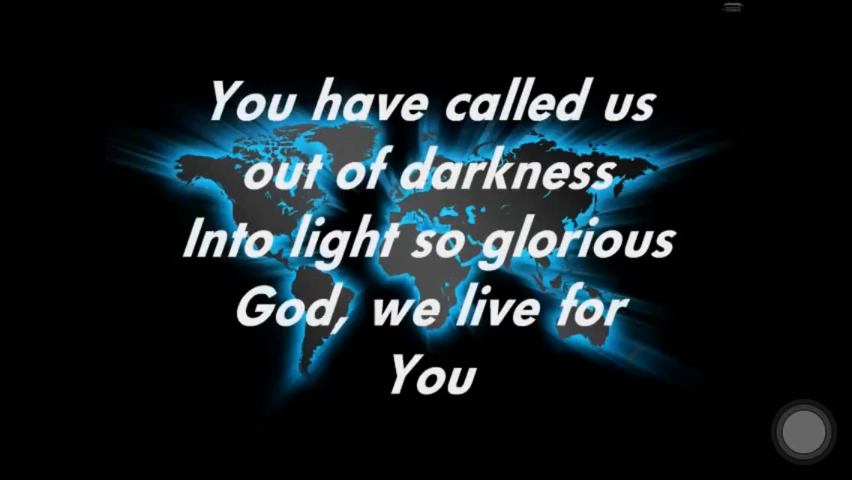 You have called us
out of darkness
Into light so glorious
God, we live for
You